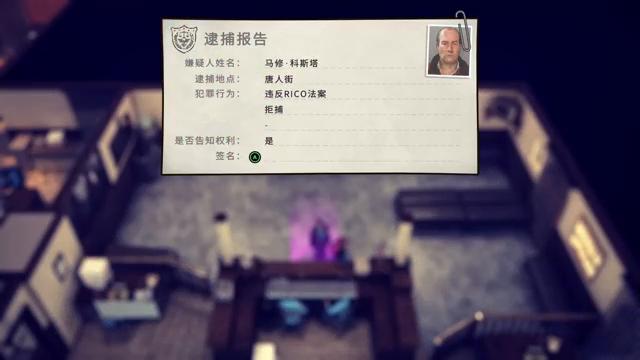 逮捕报告
嫌疑人姓名： 马修·科斯塔
逮捕地点： 唐人街
犯罪行为： 违反RICO法案
拒捕
-
是否告知权利： 是
签名： A